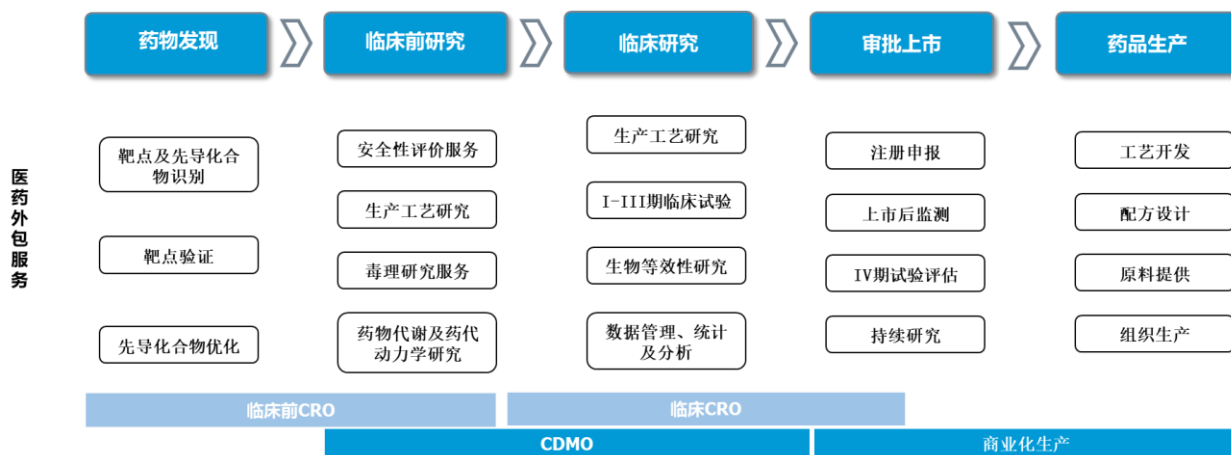 药物发现
临床前研究
临床研究
审批上市
药品生产
医药外包服务
靶点及先导化合
物识别
靶点验证
先导化合物优化
安全性评价服务
生产工艺研究
毒理研究服务
药物代谢及药代
动力学研究
生产工艺研究
I-III期临床试验
生物等效性研究
数据管理、统计
及分析
注册申报
上市后监测
IV期试验评估
持续研究
工艺开发
配方设计
原料提供
组织生产
临床前CRO
临床CRO
CDMO
商业化生产